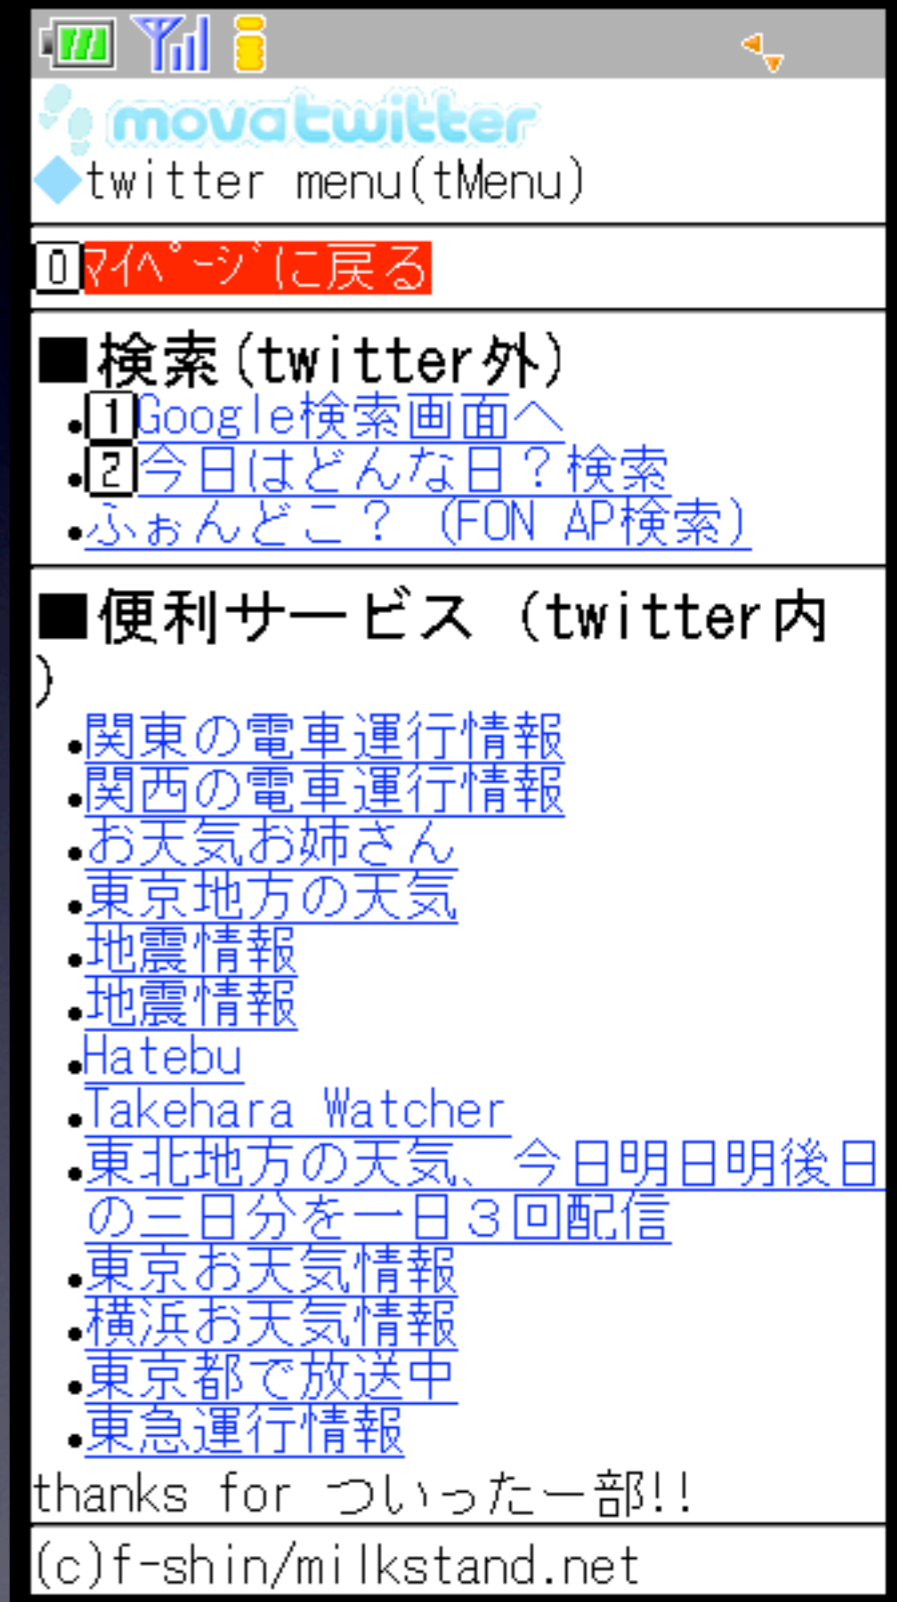 movatwitter
◆twitter menu(tMenu)
0ﾏｲﾍﾟｰｼﾞに戻る
■検索(twitter外)
•1Google検索画面へ
•2今日はどんな日？検索
•ふぉんどこ？（FON AP検索）
■便利サービス（twitter内
）
•関東の電車運行情報
•関西の電車運行情報
•お天気お姉さん
•東京地方の天気
•地震情報
•地震情報
•Hatebu
•Takehara Watcher
•東北地方の天気、今日明日明後日
の三日分を一日３回配信
•東京お天気情報
•横浜お天気情報
•東京都で放送中
•東急運行情報
thanks for ついったー部!!
(c)f-shin/milkstand.net